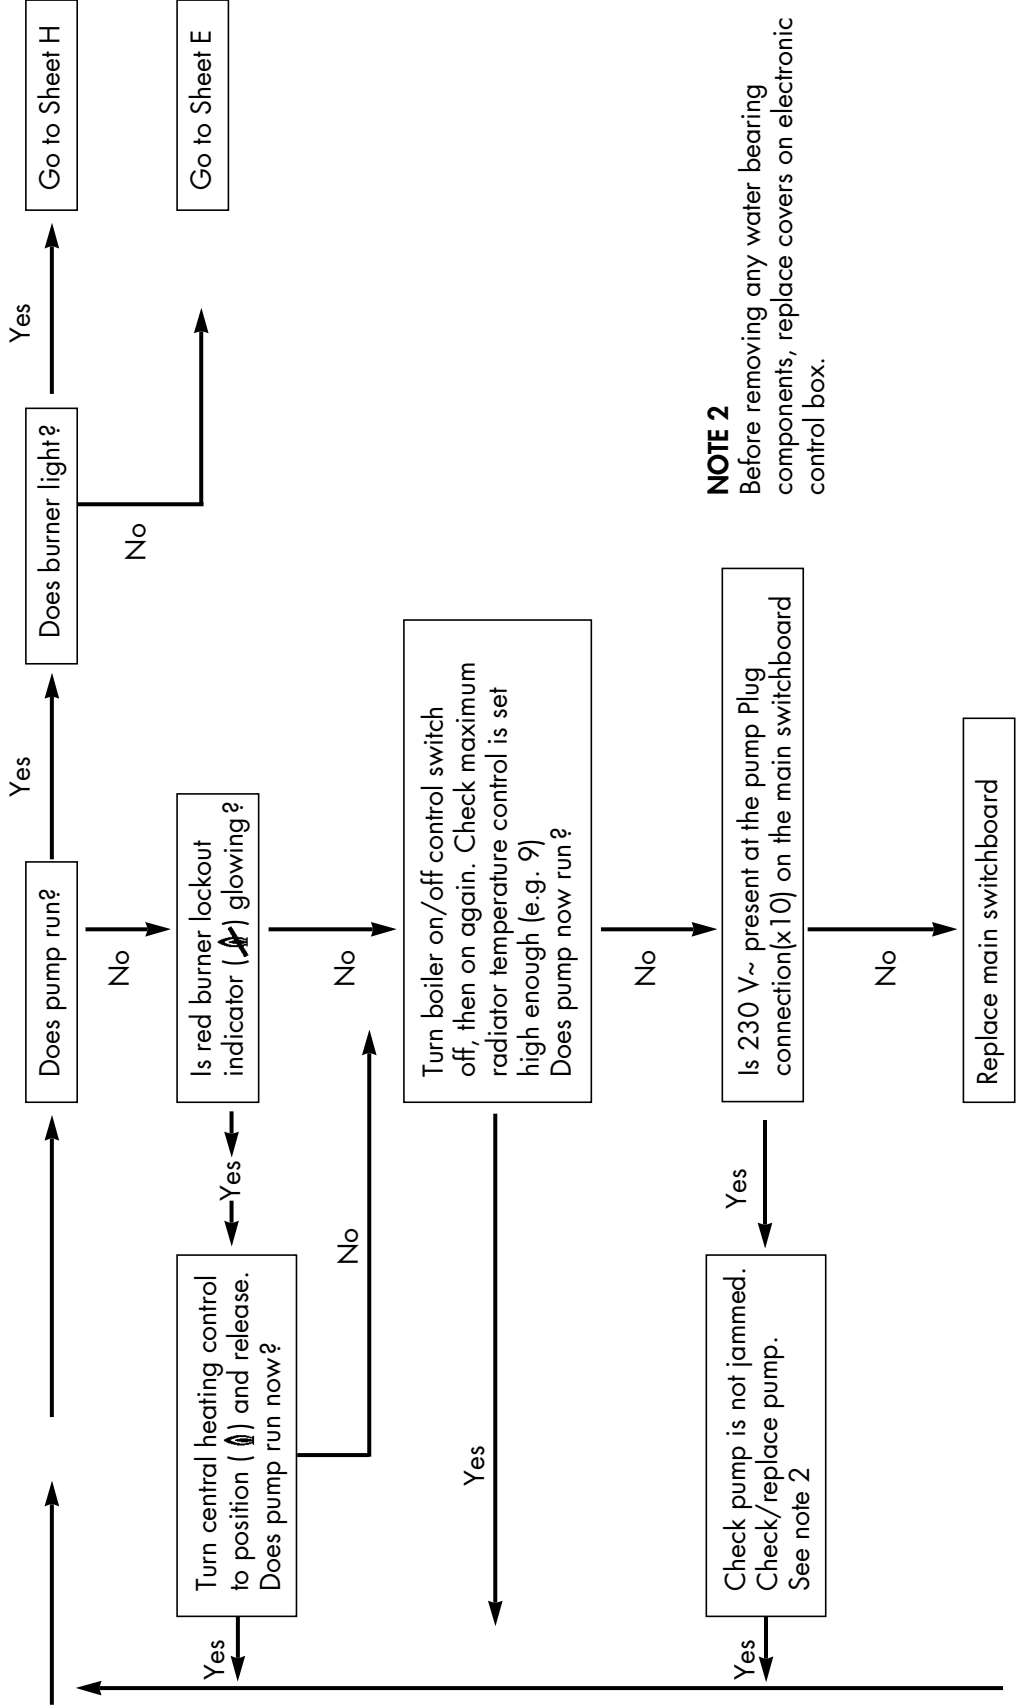 Does pump run?
Yes
Does burner light?
Yes
Go to Sheet H
No
Go to Sheet E
No
Is red burner lockout
indicator ( ) glowing?
Yes
Turn central heating control
to position ( ) and release.
Does pump run now?
Yes
No
No
Turn boiler on/off control switch
off, then on again. Check maximum
radiator temperature control is set
high enough (e.g. 9)
Does pump now run?
Yes
No
Is 230 V~ present at the pump Plug
connection(x10) on the main switchboard
Yes
Check pump is not jammed.
Check/replace pump.
See note 2
Yes
No
Replace main switchboard
NOTE 2
Before removing any water bearing
components, replace covers on electronic
control box.